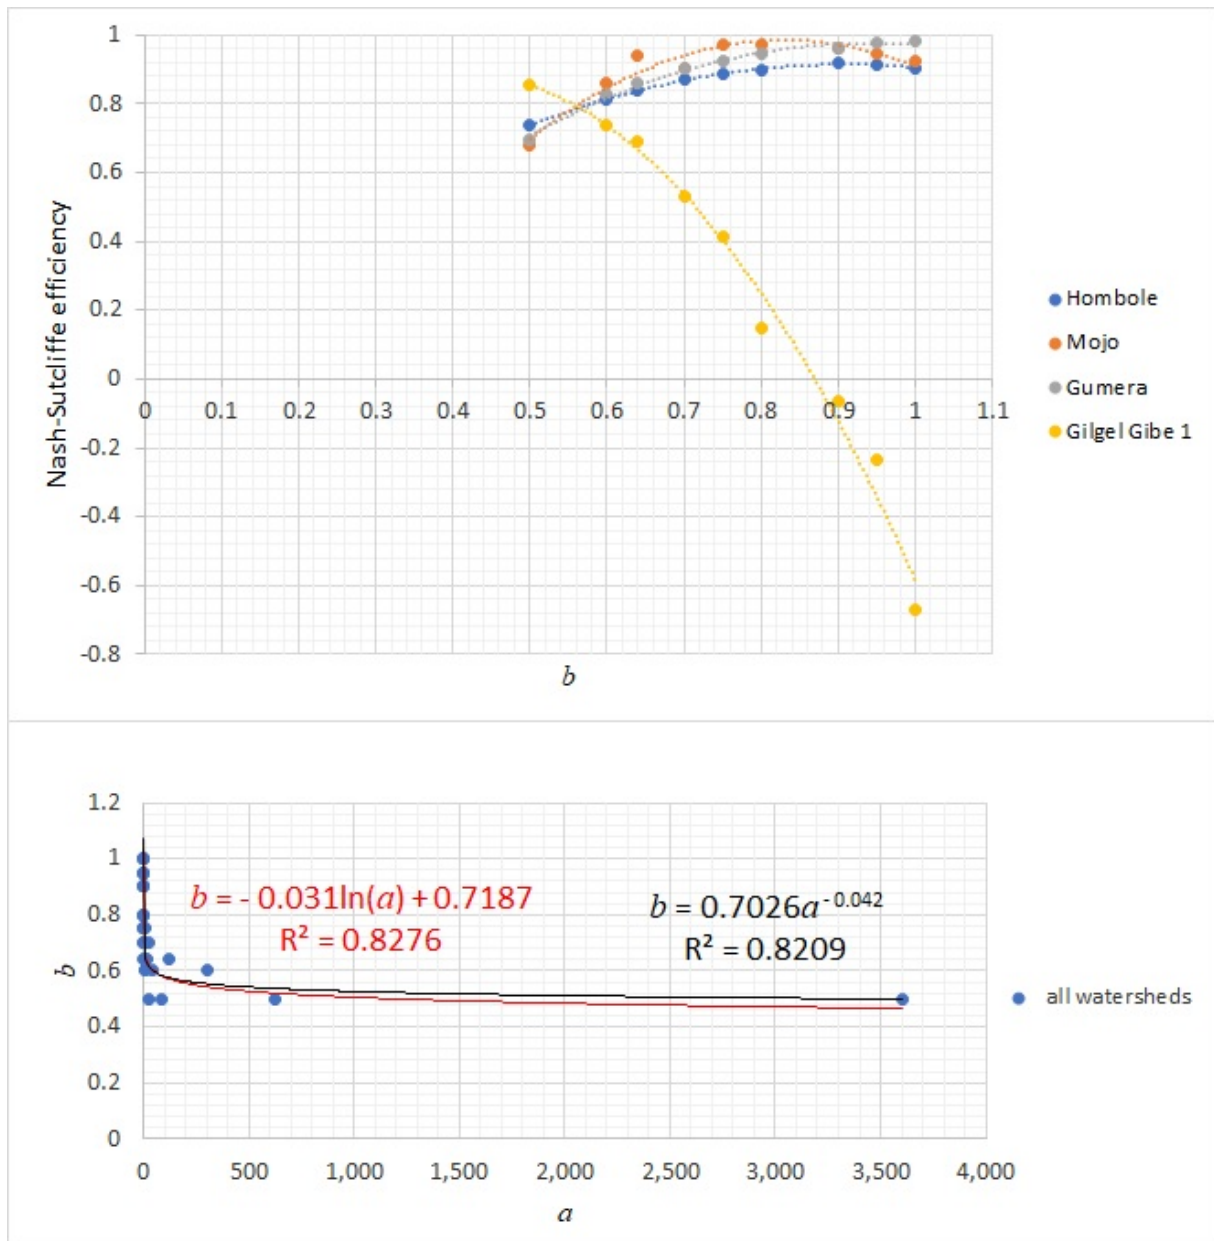 1
0.8
0.6
0.4
0.2
0
-0.2
-0.4
-0.6
-0.8
Nash-Sutcliffe efficiency
0 0.1 0.2 0.3 0.4 0.5 0.6 0.7 0.8 0.9 1 1.1
b
Hombole
Mojo
Gumera
Gilgel Gibe 1
1.2
1
0.8
0.6
0.4
0.2
0
b
b = - 0.031ln(a) + 0.7187
R² = 0.8276
b = 0.7026a^-0.042
R² = 0.8209
all watersheds
0 500 1,000 1,500 2,000 2,500 3,000 3,500 4,000
a